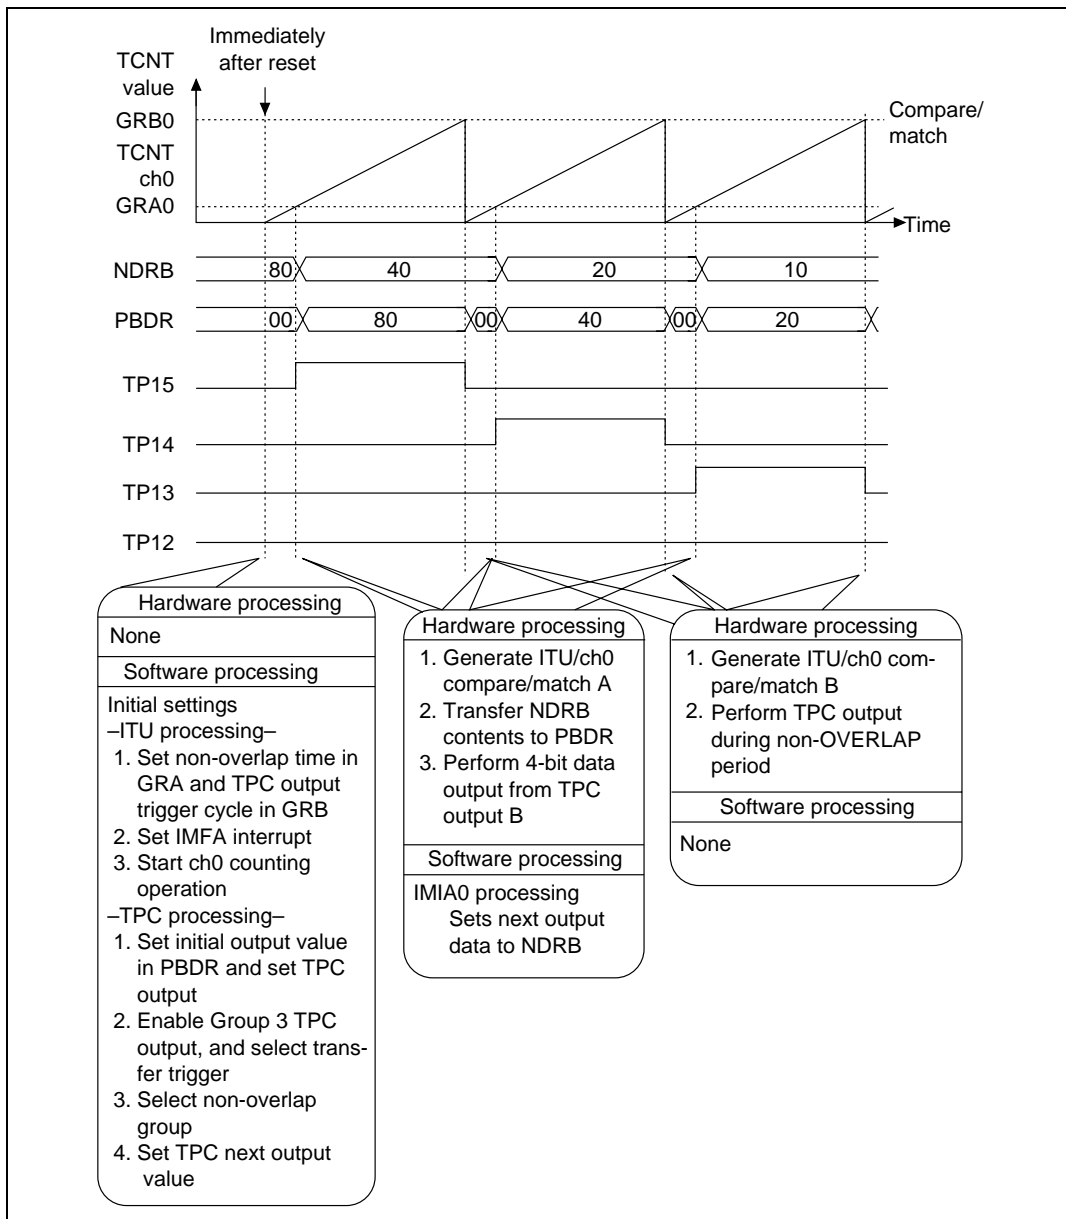 Immediately
after reset
TCNT
value
GRB0
TCNT
ch0
GRA0
Compare/
match
Time
NDRB
80
40
20
10
PBDR
00
80
00
40
00
20
TP15
TP14
TP13
TP12
Hardware processing
None
Software processing
Initial settings
–ITU processing–
1. Set non-overlap time in
GRA and TPC output
trigger cycle in GRB
2. Set IMFA interrupt
3. Start ch0 counting
operation
–TPC processing–
1. Set initial output value
in PBDR and set TPC
output
2. Enable Group 3 TPC
output, and select trans-
fer trigger
3. Select non-overlap
group
4. Set TPC next output
value
Hardware processing
1. Generate ITU/ch0
compare/match A
2. Transfer NDRB
contents to PBDR
3. Perform 4-bit data
output from TPC
output B
Software processing
IMIA0 processing
Sets next output
data to NDRB
Hardware processing
1. Generate ITU/ch0 com-
pare/match B
2. Perform TPC output
during non-OVERLAP
period
Software processing
None